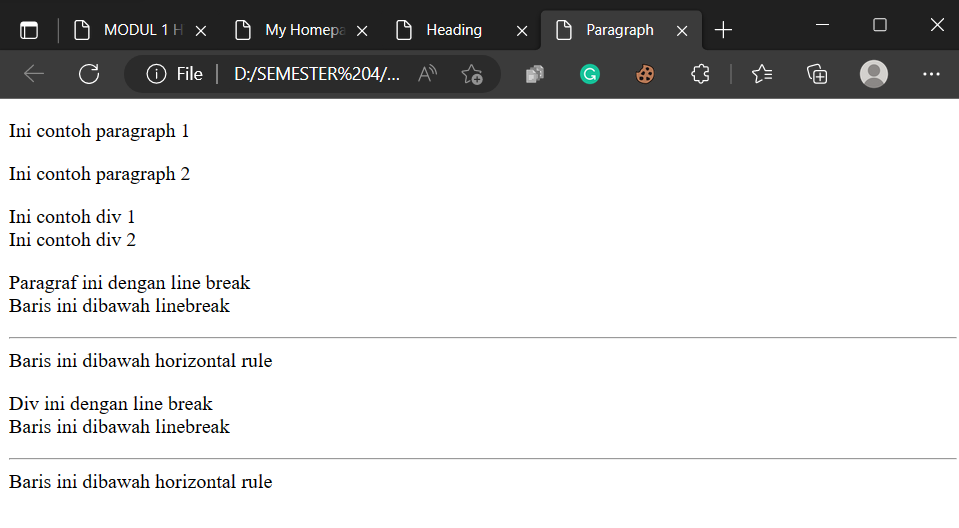 MODUL 1 H
My Homepa
Heading
Paragraph
File
D:/SEMESTER%204/...
Ini contoh paragraph 1
Ini contoh paragraph 2
Ini contoh div 1
Ini contoh div 2
Paragraf ini dengan line break
Baris ini dibawah linebreak
Baris ini dibawah horizontal rule
Div ini dengan line break
Baris ini dibawah linebreak
Baris ini dibawah horizontal rule